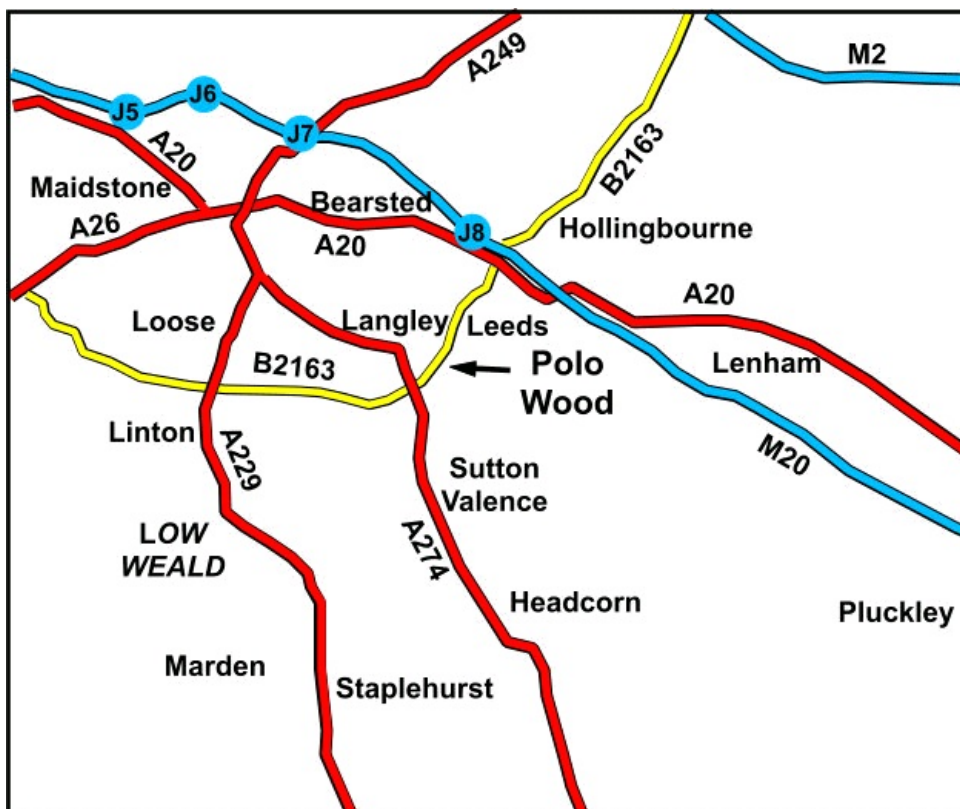 A249
M2
J6
J5
J7
A20
B2163
Maidstone
Bearsted
A26
J8
Hollingbourne
A20
A20
Loose
Langley
Leeds
B2163
Polo
Wood
Lenham
Linton
A229
M20
Sutton
Valence
LOW
WEALD
A274
Headcorn
Pluckley
Marden
Staplehurst